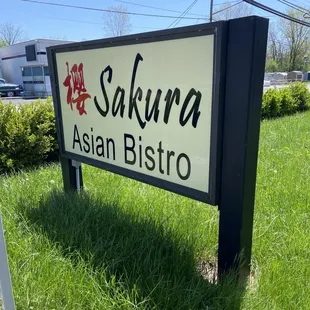 櫻 Sakura
Asian Bistro